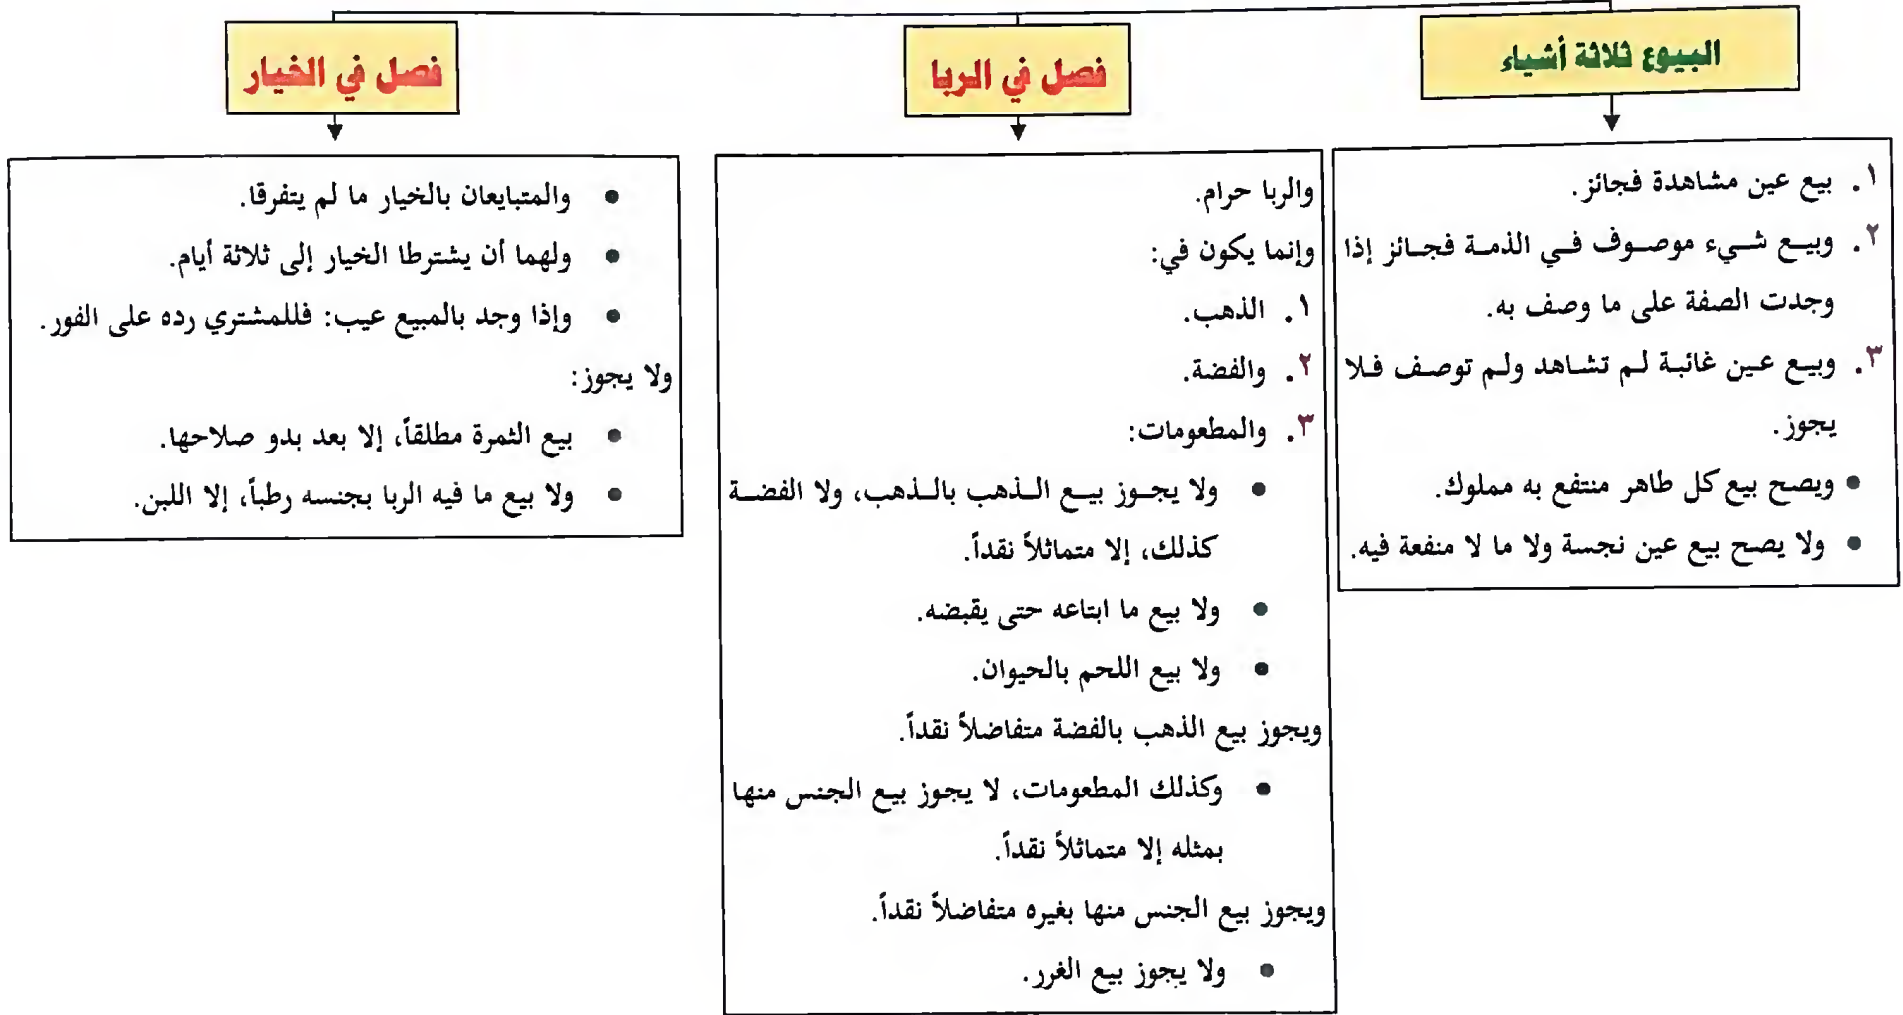 البيوع ثلاثة أشياء
١. بيع عين مشاهدة فجائز.
٢. وبيع شيء موصوف في الذمة فجائز إذا
وجدت الصفة على ما وصف به.
٣. وبيع عين غائبة لم تشاهد ولم توصف فلا
يجوز.
• ويصح بيع كل طاهر منتفع به مملوك.
• ولا يصح بيع عين نجسة ولا ما لا منفعة فيه.
فصل في الربا
والربا حرام.
وإنما يكون في:
١. الذهب.
٢. والفضة.
٣. والمطعومات:
• ولا يجوز بيع الذهب بالذهب، ولا الفضة
كذلك، إلا متماثلاً نقداً.
• ولا بيع ما ابتاعه حتى يقبضه.
• ولا بيع اللحم بالحيوان.
ويجوز بيع الذهب بالفضة متفاضلاً نقداً.
• وكذلك المطعومات، لا يجوز بيع الجنس منها
بمثله إلا متماثلاً نقداً.
ويجوز بيع الجنس منها بغيره متفاضلاً نقداً.
• ولا يجوز بيع الغرر.
فصل في الخيار
• والمتبايعان بالخيار ما لم يتفرقا.
• ولهما أن يشترطا الخيار إلى ثلاثة أيام.
• وإذا وجد بالمبيع عيب: فللمشتري رده على الفور.
ولا يجوز:
• بيع الثمرة مطلقاً، إلا بعد بدو صلاحها.
• ولا بيع ما فيه الربا بجنسه رطباً، إلا اللبن.